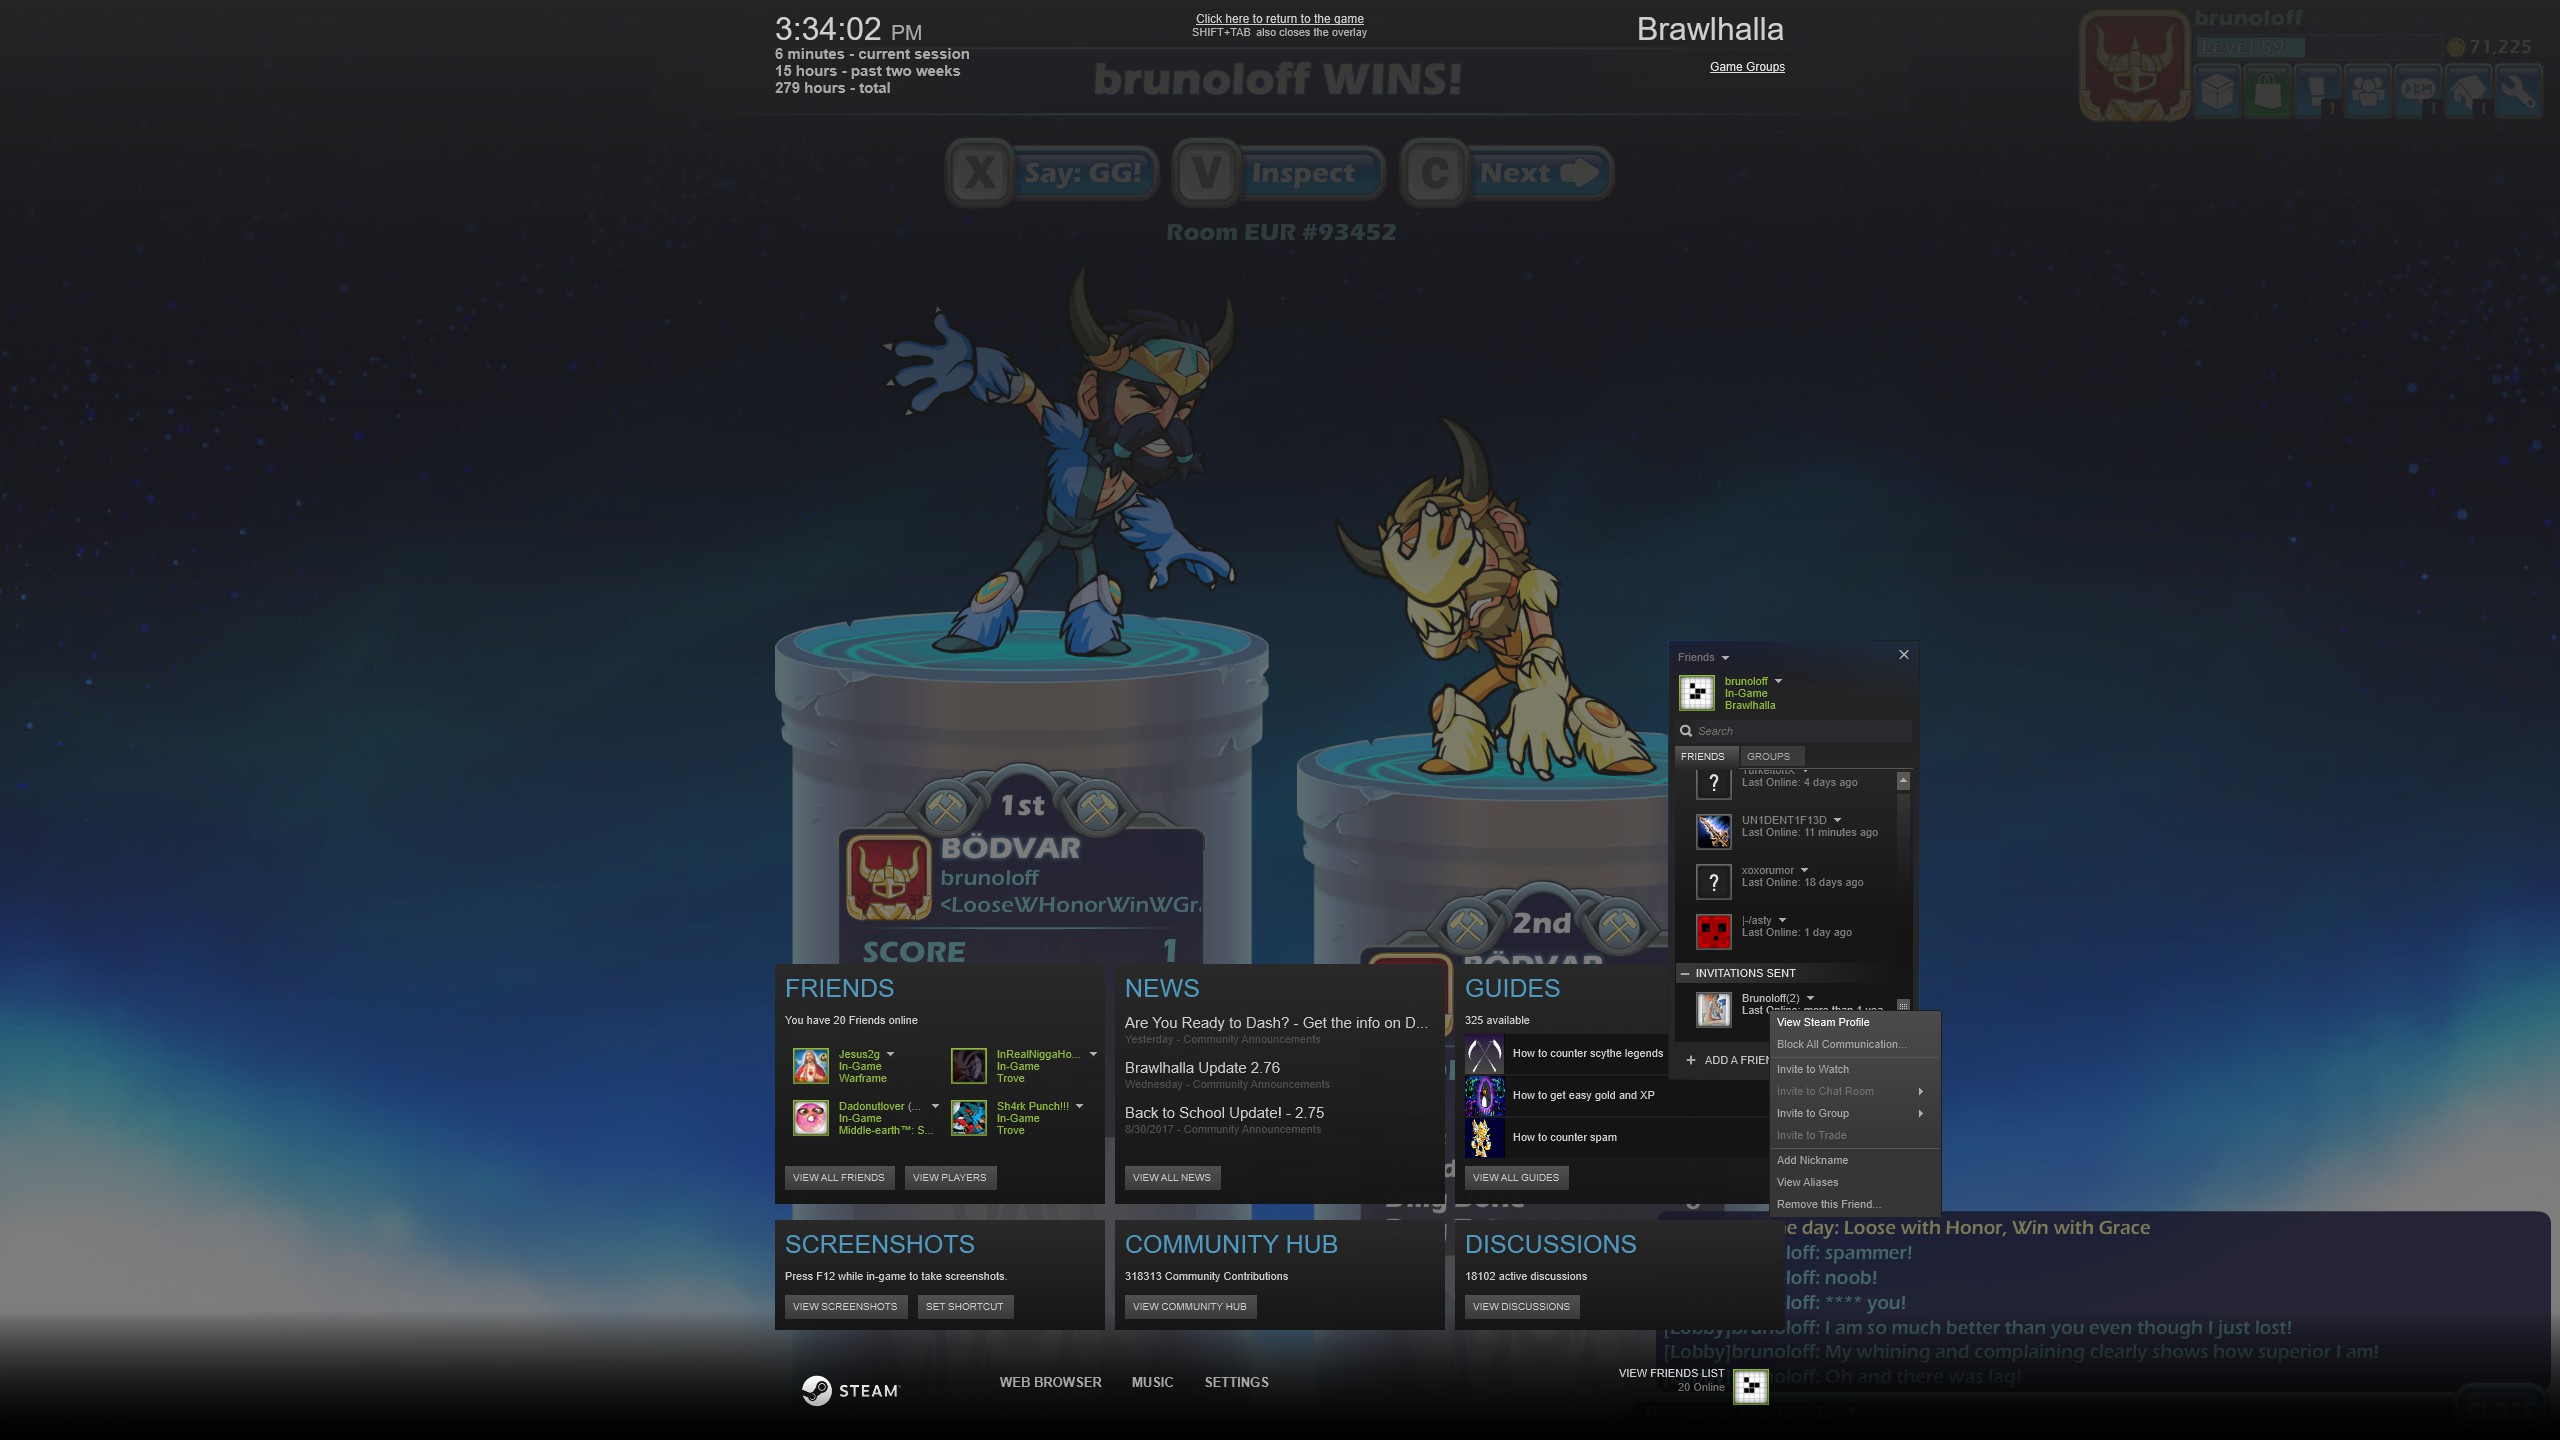 3:34:02 PM
6 minutes - current session
15 hours - past two weeks
279 hours - total
Click here to return to the game
SHIFT+TAB also closes the overlay
Brawlhalla
Game Groups
brunoloff WINS!
brunoloff
Level 59
71,225
1
1
1
X Say: GG!
V Inspect
C Next
Room EUR #93452
1st
BÖDVAR
brunoloff
<LooseWHonorWinWGr
SCORE 1
2nd
BÖDVAR
Friends
brunoloff
In-Game
Brawlhalla
Search
FRIENDS GROUPS
Last Online: 4 days ago
UN1DENT1F13D
Last Online: 11 minutes ago
xoxorumor
Last Online: 18 days ago
|-/asty
Last Online: 1 day ago
INVITATIONS SENT
Brunoloff(2)
Last Online: more than 1 yea
+ ADD A FRIEN
View Steam Profile
Block All Communication...
Invite to Watch
Invite to Chat Room
Invite to Group
Invite to Trade
Add Nickname
View Aliases
Remove this Friend...
FRIENDS
You have 20 Friends online
Jesus2g
In-Game
Warframe
InRealNiggaHo...
In-Game
Trove
Dadonutlover (...
In-Game
Middle-earth™: S...
Sh4rk Punch!!!
In-Game
Trove
VIEW ALL FRIENDS VIEW PLAYERS
NEWS
Are You Ready to Dash? - Get the info on D...
Yesterday - Community Announcements
Brawlhalla Update 2.76
Wednesday - Community Announcements
Back to School Update! - 2.75
8/30/2017 - Community Announcements
VIEW ALL NEWS
GUIDES
325 available
How to counter scythe legends
How to get easy gold and XP
How to counter spam
VIEW ALL GUIDES
SCREENSHOTS
Press F12 while in-game to take screenshots.
VIEW SCREENSHOTS SET SHORTCUT
COMMUNITY HUB
318313 Community Contributions
VIEW COMMUNITY HUB
DISCUSSIONS
18102 active discussions
VIEW DISCUSSIONS
e day: Loose with Honor, Win with Grace
loff: spammer!
loff: noob!
loff: **** you!
[Lobby]brunoloff: I am so much better than you even though I just lost!
[Lobby]brunoloff: My whining and complaining clearly shows how superior I am!
noloff: Oh and there was lag!
STEAM
WEB BROWSER MUSIC SETTINGS
VIEW FRIENDS LIST
20 Online